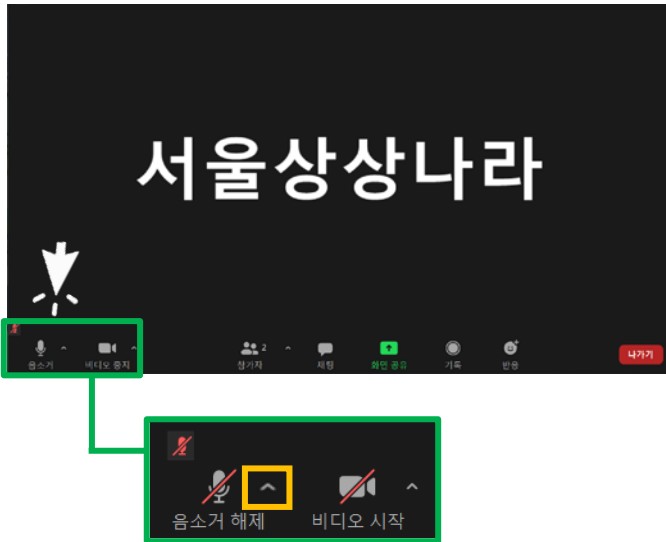 서울상상나라
음소거 비디오 중지 참가자 2 채팅 화면 공유 기록 반응 나가기
음소거 해제 비디오 시작